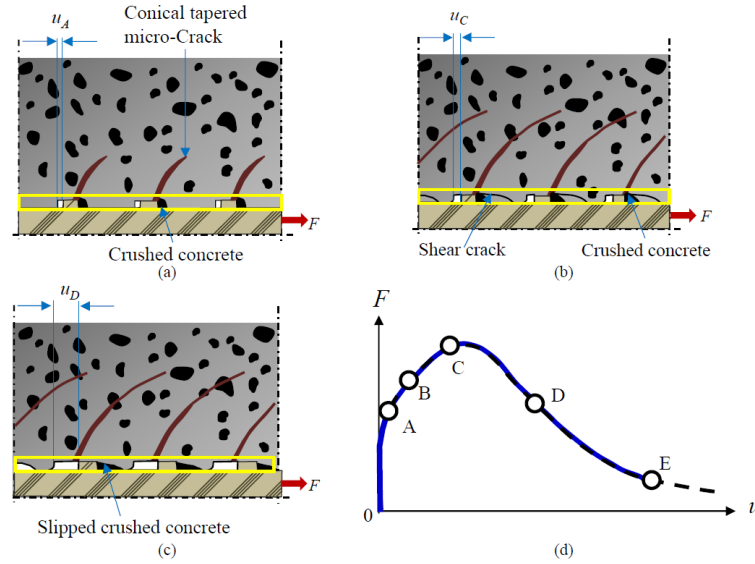 u_A
Conical tapered
micro-Crack
F
Crushed concrete
(a)
u_C
F
Shear crack
Crushed concrete
(b)
u_D
F
Slipped crushed concrete
(c)
F
C
B
A
D
E
0
u
(d)